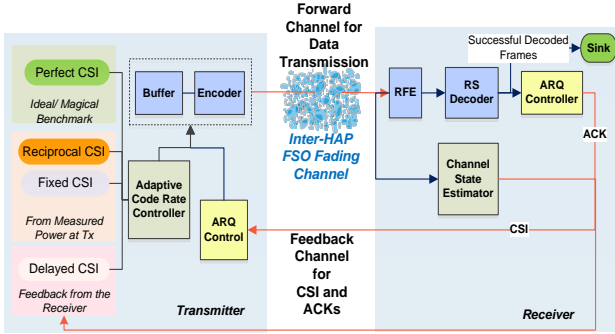 Forward
Channel for
Data
Transmission
Perfect CSI
Ideal/ Magical
Benchmark
Reciprocal CSI
Fixed CSI
From Measured
Power at Tx
Delayed CSI
Feedback from the
Receiver
Buffer
Encoder
Adaptive
Code Rate
Controller
ARQ
Control
Transmitter
Inter-HAP
FSO Fading
Channel
Feedback
Channel
for
CSI and
ACKs
Successful Decoded
Frames
Sink
RFE
RS
Decoder
ARQ
Controller
ACK
Channel
State
Estimator
CSI
Receiver